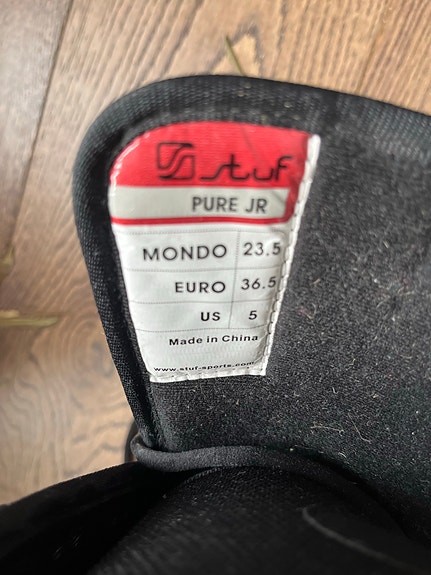 stuf
PURE JR
MONDO 23.5
EURO 36.5
US 5
Made in China
www.stuf-sports.com